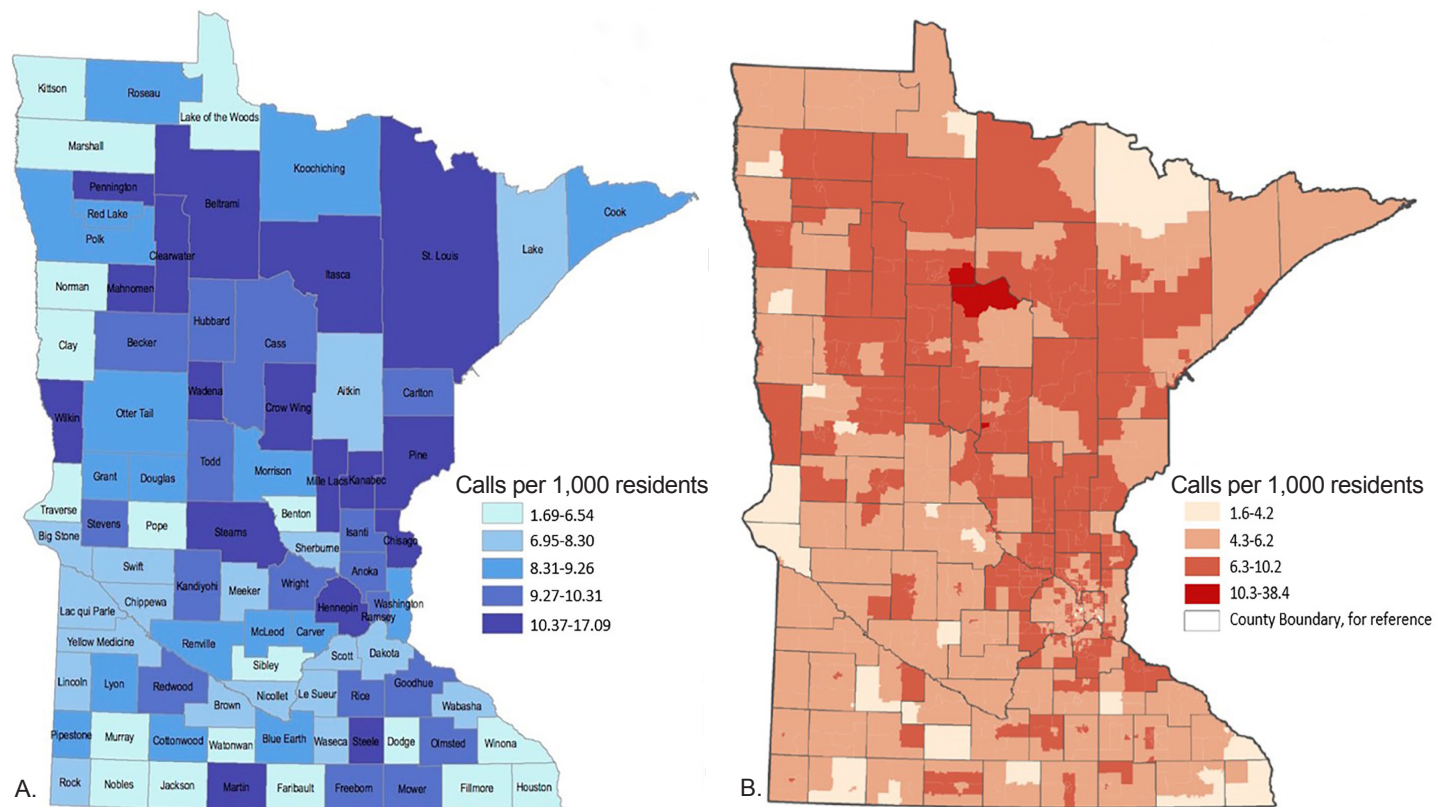 Kittson
Roseau
Lake of the Woods
Marshall
Koochiching
Pennington
Beltrami
Red Lake
Cook
Polk
Clearwater
St. Louis
Lake
Itasca
Norman
Mahnomen
Hubbard
Cass
Clay
Becker
Aitkin
Wadena
Carlton
Crow Wing
Otter Tail
Wilkin
Pine
Todd
Morrison
Grant
Douglas
Mille Lacs
Kanabec
Traverse
Benton
Stevens
Pope
Stearns
Isanti
Big Stone
Chisago
Sherburne
Swift
Anoka
Kandiyohi
Wright
Meeker
Chippewa
Hennepin
Washington
Lac qui Parle
Ramsey
McLeod
Carver
Yellow Medicine
Renville
Dakota
Scott
Sibley
Lincoln
Lyon
Redwood
Goodhue
Nicollet
Le Sueur
Rice
Brown
Wabasha
Pipestone
Murray
Cottonwood
Watonwan
Blue Earth
Waseca
Steele
Dodge
Olmsted
Winona
Rock
Nobles
Jackson
Martin
Faribault
Freeborn
Mower
Fillmore
Houston
A.
Calls per 1,000 residents
1.69-6.54
6.95-8.30
8.31-9.26
9.27-10.31
10.37-17.09
Calls per 1,000 residents
1.6-4.2
4.3-6.2
6.3-10.2
10.3-38.4
County Boundary, for reference
B.